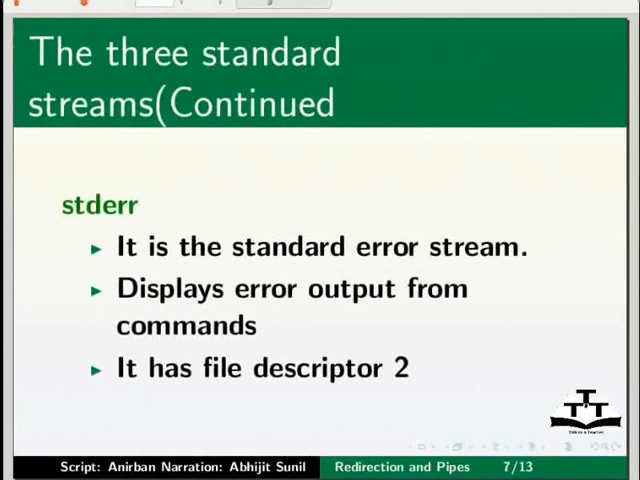 The three standard
streams(Continued
stderr
It is the standard error stream.
Displays error output from
commands
It has file descriptor 2
Script: Anirban Narration: Abhijit Sunil Redirection and Pipes 7/13